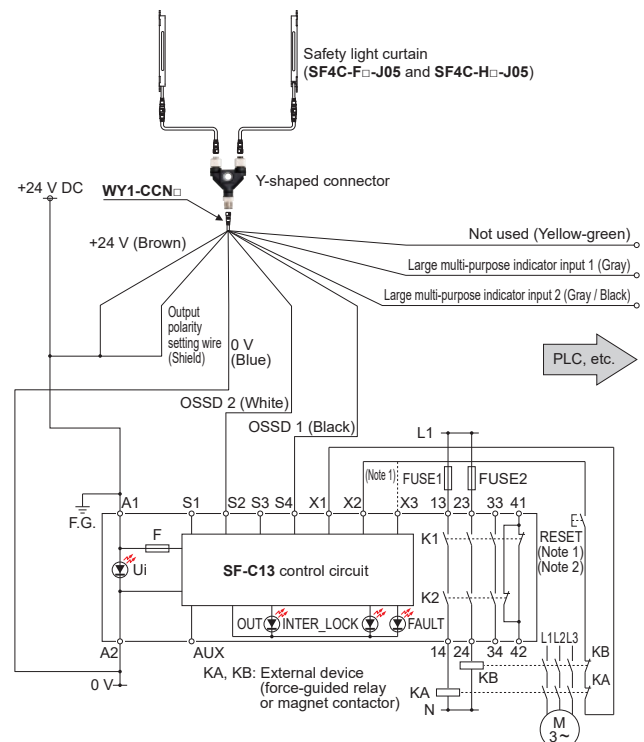 Safety light curtain
(SF4C-F□-J05 and SF4C-H□-J05)
Y-shaped connector
+24 V DC
WY1-CCN□
+24 V (Brown)
Not used (Yellow-green)
Large multi-purpose indicator input 1 (Gray)
Large multi-purpose indicator input 2 (Gray / Black)
Output
polarity
setting wire
(Shield)
0 V
(Blue)
PLC, etc.
OSSD 2 (White)
OSSD 1 (Black)
L1
(Note 1)
FUSE1
FUSE2
A1
S1
S2
S3
S4
X1
X2
X3
13
23
33
41
F.G.
F
K1
RESET
(Note 1)
(Note 2)
Ui
SF-C13 control circuit
K2
OUT
INTER_LOCK
FAULT
A2
AUX
14
24
34
42
L1
L2
L3
KB
KA, KB: External device
(force-guided relay
or magnet contactor)
KB
KA
KA
0 V
N
M
3~